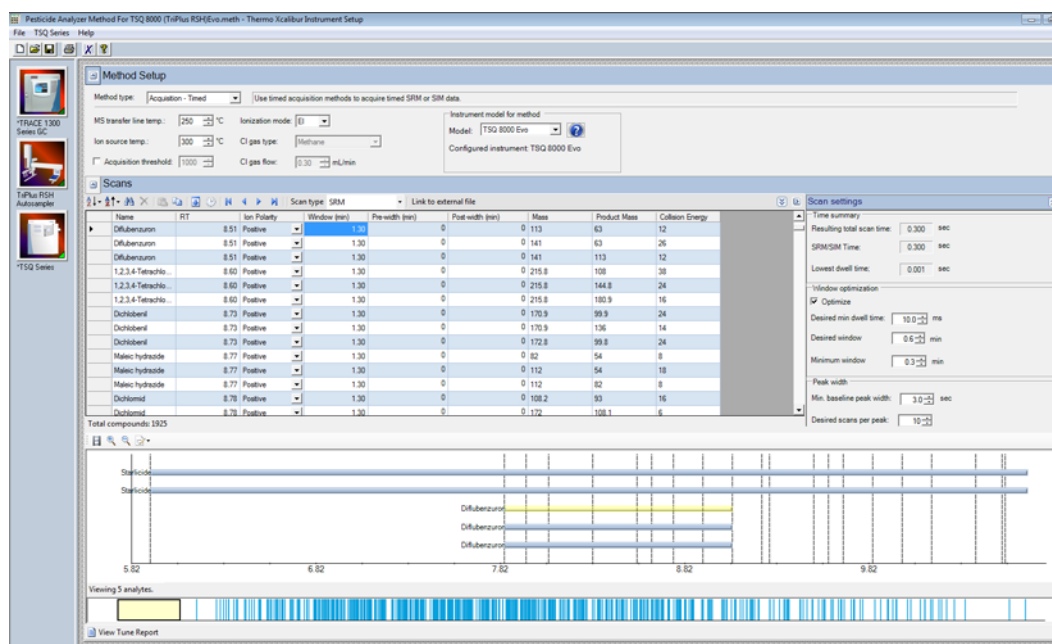 Pesticide Analyzer Method For TSQ 8000 (TriPlus RSH)Evo.meth - Thermo Xcalibur Instrument Setup
File TSQ Series Help
*TRACE 1300
Series GC
TriPlus RSH
Autosampler
*TSQ Series
Method Setup
Method type: Acquisition - Timed Use timed acquisition methods to acquire timed SRM or SIM data.
MS transfer line temp.: 250 °C Ionization mode: EI
Ion source temp.: 300 °C CI gas type: Methane
Acquisition threshold: 1000 CI gas flow: 0.30 mL/min
Instrument model for method
Model: TSQ 8000 Evo
Configured instrument: TSQ 8000 Evo
Scans
Scan type SRM Link to external file
Name RT Ion Polarity Window (min) Pre-width (min) Post-width (min) Mass Product Mass Collision Energy
Diflubenzuron 8.51 Positive 1.30 0 0 113 63 12
Diflubenzuron 8.51 Positive 1.30 0 0 141 63 26
Diflubenzuron 8.51 Positive 1.30 0 0 141 113 12
1,2,3,4-Tetrachlo... 8.60 Positive 1.30 0 0 215.8 108 38
1,2,3,4-Tetrachlo... 8.60 Positive 1.30 0 0 215.8 144.8 24
1,2,3,4-Tetrachlo... 8.60 Positive 1.30 0 0 215.8 180.9 16
Dichlobenil 8.73 Positive 1.30 0 0 170.9 99.9 24
Dichlobenil 8.73 Positive 1.30 0 0 170.9 136 14
Dichlobenil 8.73 Positive 1.30 0 0 172.8 99.8 24
Maleic hydrazide 8.77 Positive 1.30 0 0 82 54 8
Maleic hydrazide 8.77 Positive 1.30 0 0 112 54 18
Maleic hydrazide 8.77 Positive 1.30 0 0 112 82 8
Dichlormid 8.78 Positive 1.30 0 0 108.2 93 16
Dichlormid 8.78 Positive 1.30 0 0 172 108.1 6
Total compounds: 1925
Scan settings
Time summary
Resulting total scan time: 0.300 sec
SRM/SIM Time: 0.300 sec
Lowest dwell time: 0.001 sec
Window optimization
Optimize
Desired min dwell time: 10.0 ms
Desired window 0.6 min
Minimum window 0.3 min
Peak width
Min. baseline peak width: 3.0 sec
Desired scans per peak: 10
Starlicide
Starlicide
Diflubenzuron
Diflubenzuron
Diflubenzuron
5.82 6.82 7.82 8.82 9.82
Viewing 5 analytes.
View Tune Report